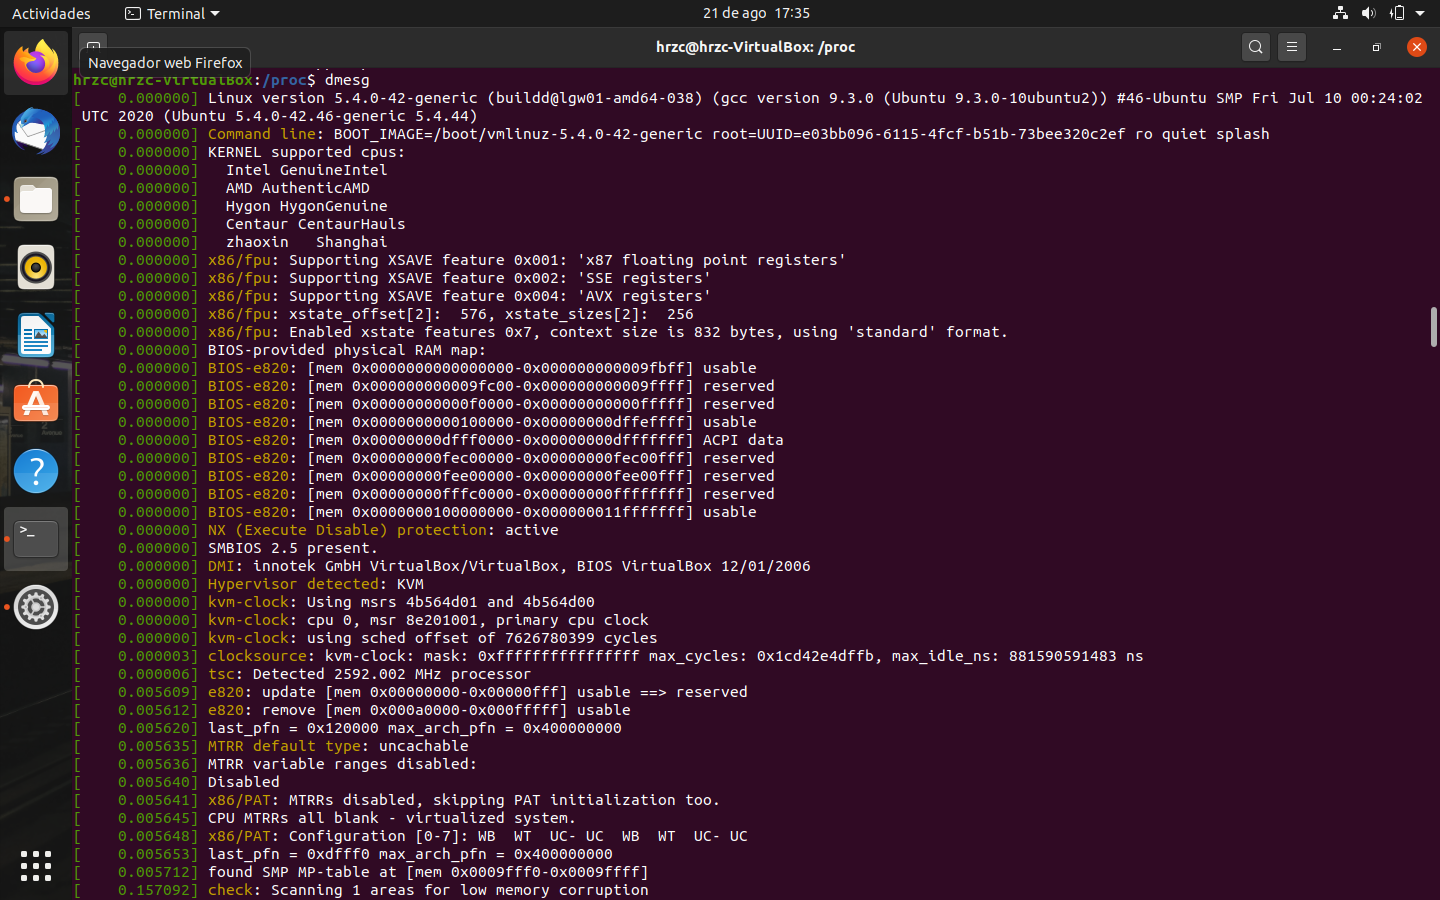 Actividades
Terminal
21 de ago 17:35
hrzc@hrzc-VirtualBox: /proc
Navegador web Firefox
hrzc@hrzc-VirtualBox:/proc$ dmesg
[    0.000000] Linux version 5.4.0-42-generic (buildd@lgw01-amd64-038) (gcc version 9.3.0 (Ubuntu 9.3.0-10ubuntu2)) #46-Ubuntu SMP Fri Jul 10 00:24:02
 UTC 2020 (Ubuntu 5.4.0-42.46-generic 5.4.44)
[    0.000000] Command line: BOOT_IMAGE=/boot/vmlinuz-5.4.0-42-generic root=UUID=e03bb096-6115-4fcf-b51b-73bee320c2ef ro quiet splash
[    0.000000] KERNEL supported cpus:
[    0.000000]   Intel GenuineIntel
[    0.000000]   AMD AuthenticAMD
[    0.000000]   Hygon HygonGenuine
[    0.000000]   Centaur CentaurHauls
[    0.000000]   zhaoxin   Shanghai
[    0.000000] x86/fpu: Supporting XSAVE feature 0x001: 'x87 floating point registers'
[    0.000000] x86/fpu: Supporting XSAVE feature 0x002: 'SSE registers'
[    0.000000] x86/fpu: Supporting XSAVE feature 0x004: 'AVX registers'
[    0.000000] x86/fpu: xstate_offset[2]:  576, xstate_sizes[2]:  256
[    0.000000] x86/fpu: Enabled xstate features 0x7, context size is 832 bytes, using 'standard' format.
[    0.000000] BIOS-provided physical RAM map:
[    0.000000] BIOS-e820: [mem 0x0000000000000000-0x000000000009fbff] usable
[    0.000000] BIOS-e820: [mem 0x000000000009fc00-0x000000000009ffff] reserved
[    0.000000] BIOS-e820: [mem 0x00000000000f0000-0x00000000000fffff] reserved
[    0.000000] BIOS-e820: [mem 0x0000000000100000-0x00000000dffeffff] usable
[    0.000000] BIOS-e820: [mem 0x00000000dfff0000-0x00000000dfffffff] ACPI data
[    0.000000] BIOS-e820: [mem 0x00000000fec00000-0x00000000fec00fff] reserved
[    0.000000] BIOS-e820: [mem 0x00000000fee00000-0x00000000fee00fff] reserved
[    0.000000] BIOS-e820: [mem 0x00000000fffc0000-0x00000000ffffffff] reserved
[    0.000000] BIOS-e820: [mem 0x0000000100000000-0x000000011fffffff] usable
[    0.000000] NX (Execute Disable) protection: active
[    0.000000] SMBIOS 2.5 present.
[    0.000000] DMI: innotek GmbH VirtualBox/VirtualBox, BIOS VirtualBox 12/01/2006
[    0.000000] Hypervisor detected: KVM
[    0.000000] kvm-clock: Using msrs 4b564d01 and 4b564d00
[    0.000000] kvm-clock: cpu 0, msr 8e201001, primary cpu clock
[    0.000000] kvm-clock: using sched offset of 7626780399 cycles
[    0.000003] clocksource: kvm-clock: mask: 0xffffffffffffffff max_cycles: 0x1cd42e4dffb, max_idle_ns: 881590591483 ns
[    0.000006] tsc: Detected 2592.002 MHz processor
[    0.005609] e820: update [mem 0x00000000-0x00000fff] usable ==> reserved
[    0.005612] e820: remove [mem 0x000a0000-0x000fffff] usable
[    0.005620] last_pfn = 0x120000 max_arch_pfn = 0x400000000
[    0.005635] MTRR default type: uncachable
[    0.005636] MTRR variable ranges disabled:
[    0.005640] Disabled
[    0.005641] x86/PAT: MTRRs disabled, skipping PAT initialization too.
[    0.005645] CPU MTRRs all blank - virtualized system.
[    0.005648] x86/PAT: Configuration [0-7]: WB  WT  UC- UC  WB  WT  UC- UC
[    0.005653] last_pfn = 0xdfff0 max_arch_pfn = 0x400000000
[    0.005712] found SMP MP-table at [mem 0x0009fff0-0x0009ffff]
[    0.157092] check: Scanning 1 areas for low memory corruption